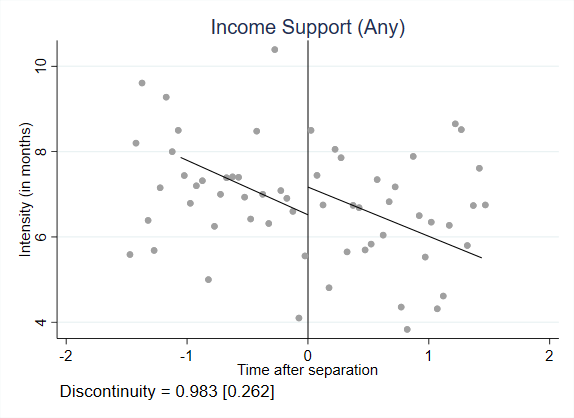 Income Support (Any)
Intensity (in months)
10
8
6
4
-2 -1 0 1 2
Time after separation
Discontinuity = 0.983 [0.262]